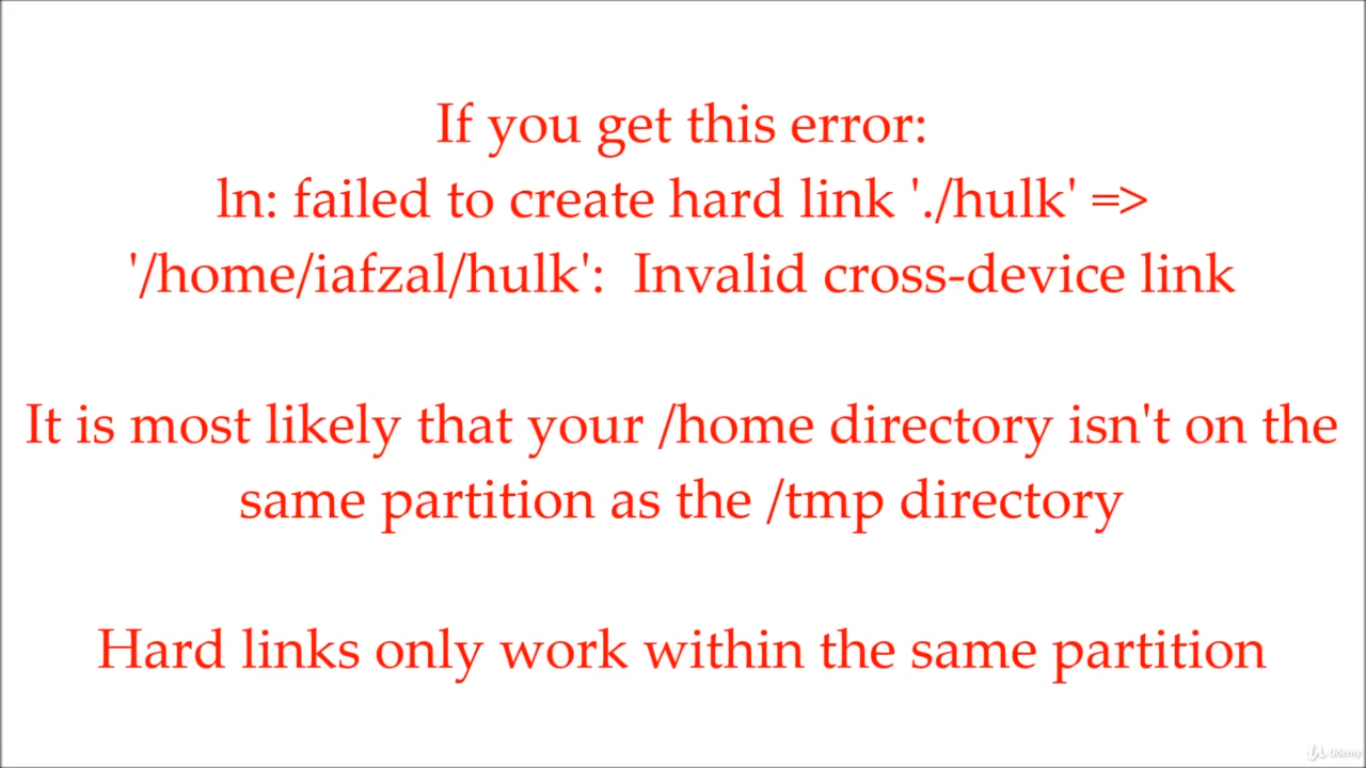 If you get this error:
ln: failed to create hard link './hulk' =>
'/home/iafzal/hulk':  Invalid cross-device link
It is most likely that your /home directory isn't on the
same partition as the /tmp directory
Hard links only work within the same partition
Udemy